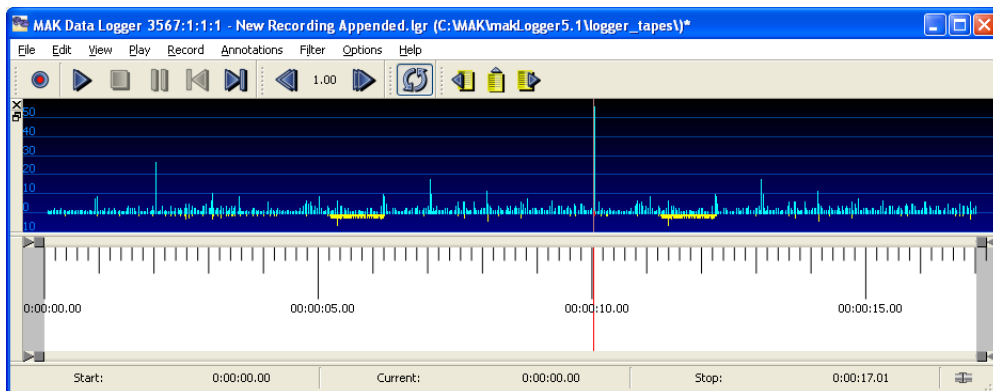 MAK Data Logger 3567:1:1:1 - New Recording Appended.lgr (C:\MAK\makLogger5.1\logger_tapes\)*
File Edit View Play Record Annotations Filter Options Help
1.00
50
40
30
20
10
0
10
0:00:00.00 00:00:05.00 00:00:10.00 00:00:15.00
Start: 0:00:00.00 Current: 0:00:00.00 Stop: 0:00:17.01